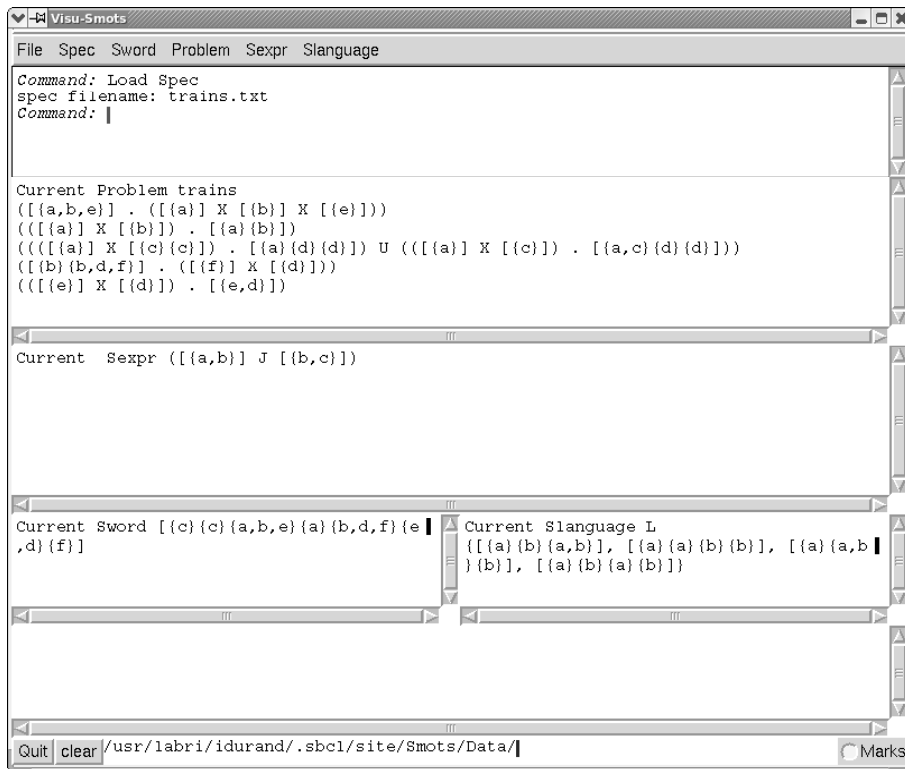 Visu-Smots
File Spec Sword Problem Sexpr Slanguage
Command: Load Spec
spec filename: trains.txt
Command:
Current Problem trains
([{a,b,e}] . ([{a}] X [{b}] X [{e}]))
(([{a}] X [{b}]) . [{a}{b}])
((([{a}] X [{c}{c}]) . [{a}{d}{d}]) U (([{a}] X [{c}]) . [{a,c}{d}{d}]))
([{b}{b,d,f}] . ([{f}] X [{d}]))
(([{e}] X [{d}]) . [{e,d}])
Current  Sexpr ([{a,b}] J [{b,c}])
Current Sword [{c}{c}{a,b,e}{a}{b,d,f}{e
,d}{f}]
Current Slanguage L
{[{a}{b}{a,b}], [{a}{a}{b}{b}], [{a}{a,b
}{b}], [{a}{b}{a}{b}]}
Quit clear /usr/labri/idurand/.sbcl/site/Smots/Data/ Marks